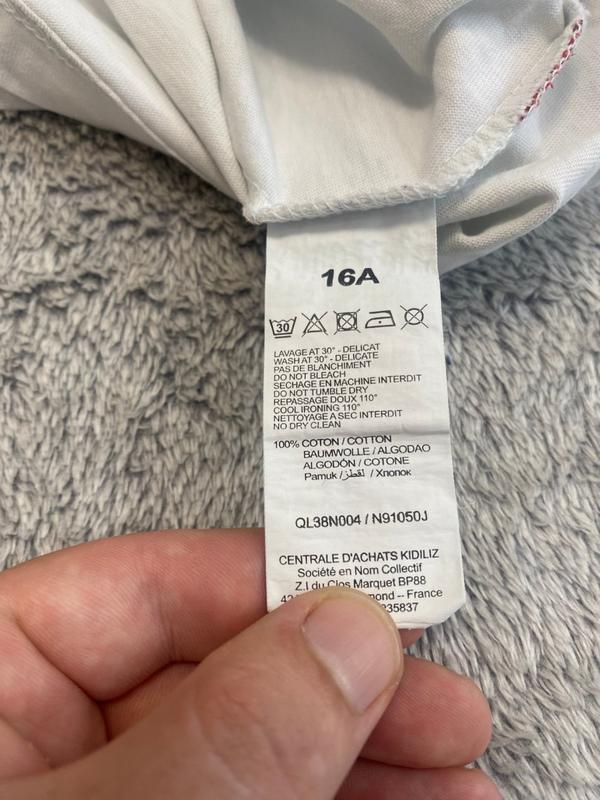 16A
30
LAVAGE AT 30° - DELICAT
WASH AT 30° - DELICATE
PAS DE BLANCHIMENT
DO NOT BLEACH
SECHAGE EN MACHINE INTERDIT
DO NOT TUMBLE DRY
REPASSAGE DOUX 110°
COOL IRONING 110°
NETTOYAGE A SEC INTERDIT
NO DRY CLEAN
100% COTON / COTTON
BAUMWOLLE / ALGODAO
ALGODÓN / COTONE
Pamuk / لقطن / Хлопок
QL38N004 / N91050J
CENTRALE D'ACHATS KIDILIZ
Société en Nom Collectif
Z.I du Clos Marquet BP88
-- France